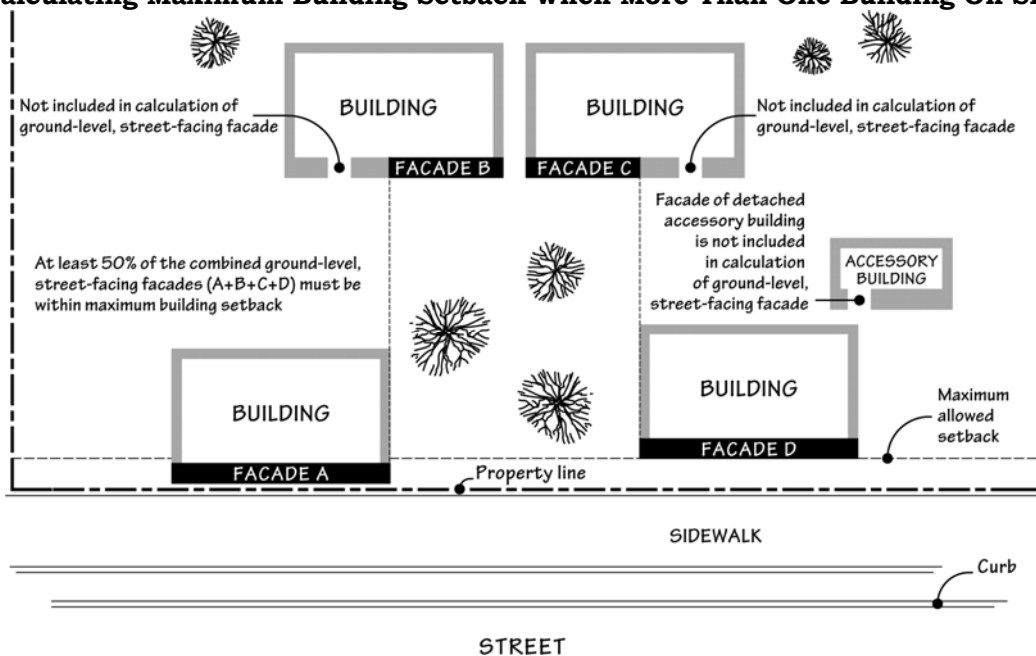 alculating Maximum Building Setback When More Than One Building On Si
BUILDING
BUILDING
Not included in calculation of
ground-level, street-facing facade
Not included in calculation of
ground-level, street-facing facade
FACADE B
FACADE C
Facade of detached
accessory building
is not included
in calculation
of ground-level,
street-facing facade
ACCESSORY
BUILDING
At least 50% of the combined ground-level,
street-facing facades (A+B+C+D) must be
within maximum building setback
BUILDING
BUILDING
Maximum
allowed
setback
FACADE A
FACADE D
Property line
SIDEWALK
Curb
STREET